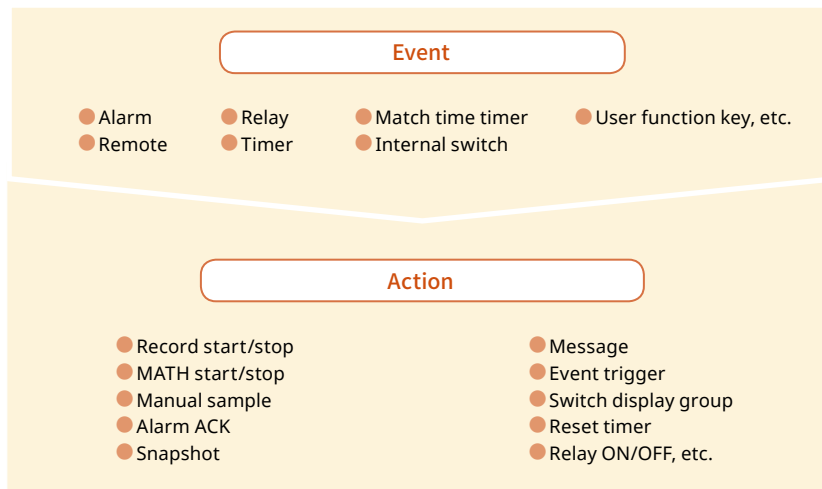 Event
Alarm Relay Match time timer User function key, etc.
Remote Timer Internal switch
Action
Record start/stop Message
MATH start/stop Event trigger
Manual sample Switch display group
Alarm ACK Reset timer
Snapshot Relay ON/OFF, etc.